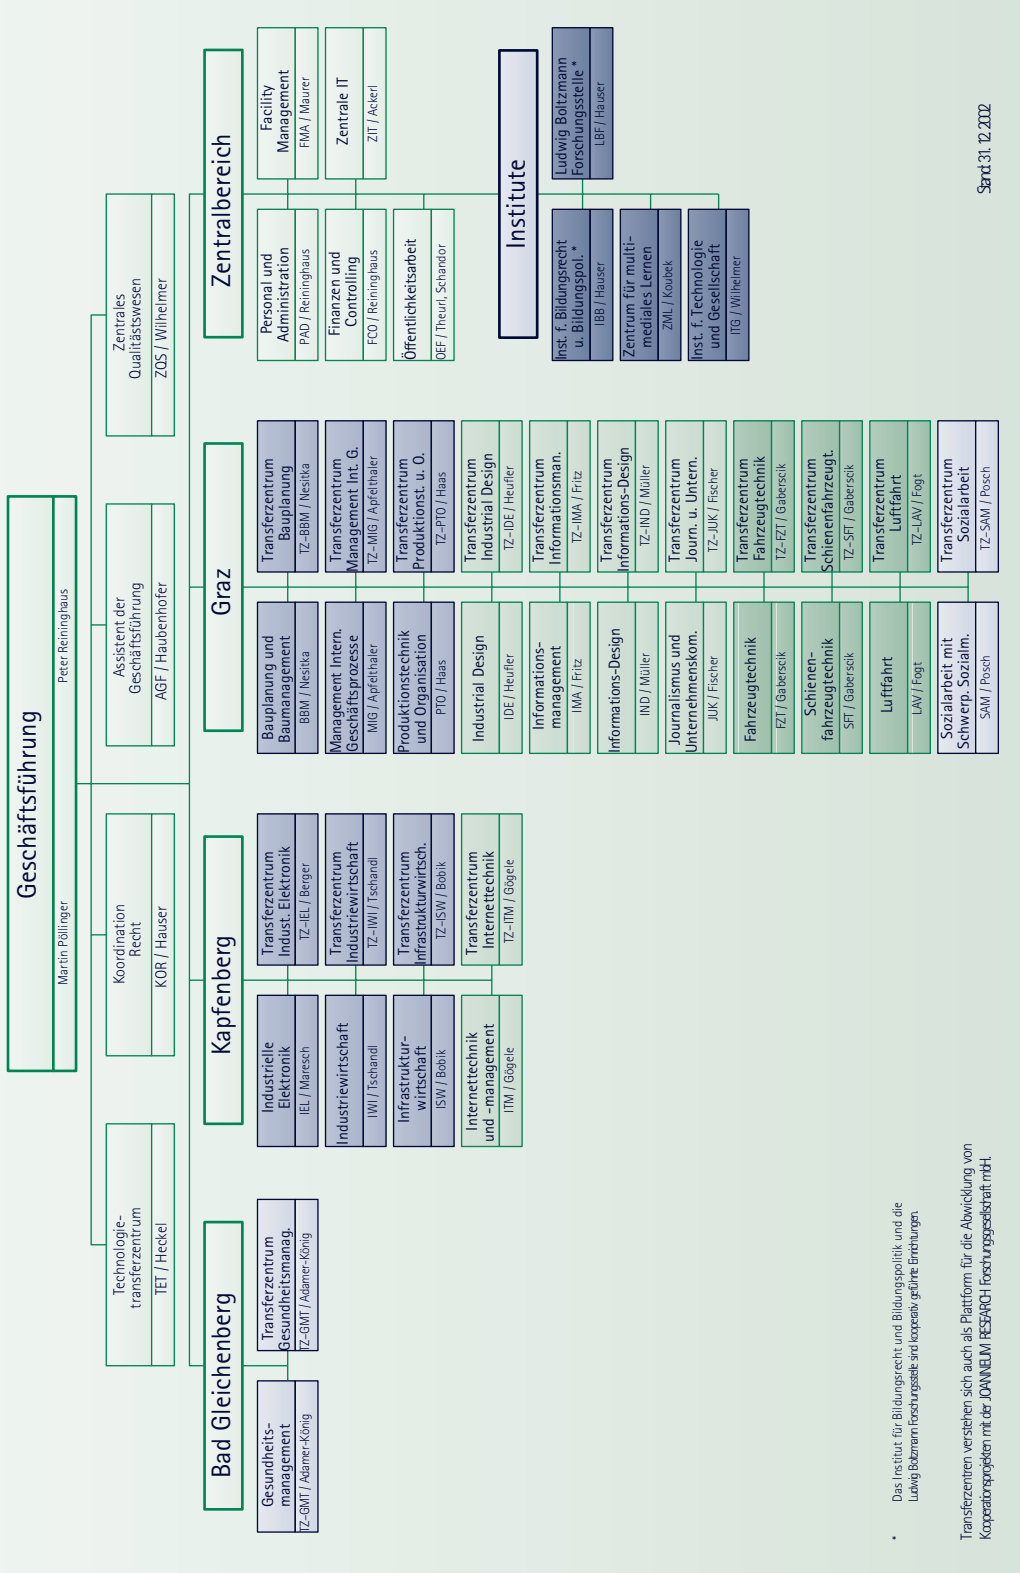 Geschäftsführung
Martin Pöllinger
Peter Reininghaus
Technologie-
transferzentrum
TET / Heckel
Koordination
Recht
KOR / Hauser
Assistent der
Geschäftsführung
AGF / Haubenhofer
Zentrales
Qualitästswesen
ZQS / Wilhelmer
Bad Gleichenberg
Gesundheits-
management
TZ-GMT / Adamer-König
Transferzentrum
Gesundheitsmanag.
TZ-GMT / Adamer-König
Kapfenberg
Industrielle
Elektronik
IEL / Maresch
Transferzentrum
Indust. Elektronik
TZ-IEL / Berger
Industriewirtschaft
IWI / Tschandl
Transferzentrum
Industriewirtschaft
TZ-IWI / Tschandl
Infrastruktur-
wirtschaft
ISW / Bobik
Transferzentrum
Infrastrukturwirtsch.
TZ-ISW / Bobik
Internettechnik
und -management
ITM / Gögele
Transferzentrum
Internettechnik
TZ-ITM / Gögele
Graz
Bauplanung und
Baumanagement
BBM / Nesitka
Transferzentrum
Bauplanung
TZ-BBM / Nesitka
Management Intern.
Geschäftsprozesse
MIG / Apfelthaler
Transferzentrum
Management Int. G.
TZ-MIG / Apfelthaler
Produktionstechnik
und Organisation
PTO / Haas
Transferzentrum
Produktionst. u. O.
TZ-PTO / Haas
Industrial Design
IDE / Heufler
Transferzentrum
Industrial Design
TZ-IDE / Heufler
Informations-
management
IMA / Fritz
Transferzentrum
Informationsman.
TZ-IMA / Fritz
Informations-Design
IND / Müller
Transferzentrum
Informations-Design
TZ-IND / Müller
Journalismus und
Unternehmenskom.
JUK / Fischer
Transferzentrum
Journ. u. Untern.
TZ-JUK / Fischer
Fahrzeugtechnik
FZT / Gaberscik
Transferzentrum
Fahrzeugtechnik
TZ-FZT / Gaberscik
Schienen-
fahrzeugtechnik
SFT / Gaberscik
Transferzentrum
Schienenfahrzeugt.
TZ-SFT / Gaberscik
Luftfahrt
LAV / Fogt
Transferzentrum
Luftfahrt
TZ-LAV / Fogt
Sozialarbeit mit
Schwerp. Sozialm.
SAM / Posch
Transferzentrum
Sozialarbeit
TZ-SAM / Posch
Zentralbereich
Personal und
Administration
PAD / Reininghaus
Facility
Management
FMA / Maurer
Finanzen und
Controlling
FCO / Reininghaus
Zentrale IT
ZIT / Ackerl
Öffentlichkeitsarbeit
OEF / Theurl, Schandor
Institute
Inst. f. Bildungsrecht
u. Bildungspol. *
IBB / Hauser
Ludwig Boltzmann
Forschungsstelle *
LBF / Hauser
Zentrum für multi-
mediales Lernen
ZML / Koubek
Inst. f. Technologie
und Gesellschaft
ITG / Wilhelmer
* Das Institut für Bildungsrecht und Bildungspolitik und die
Ludwig Boltzmann Forschungsstelle sind kooperativ geführte Einrichtungen.
Transferzentren verstehen sich auch als Plattform für die Abwicklung von
Kooperationsprojekten mit der JOANNEUM RESEARCH Forschungsgesellschaft mbH.
Stand: 31. 12. 2002